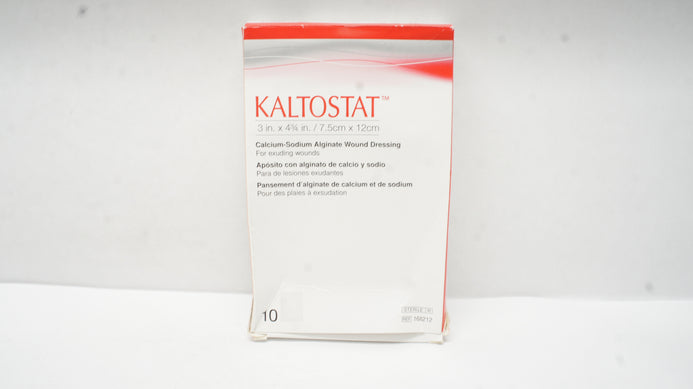 KALTOSTAT™
3 in. x 4¾ in. / 7.5cm x 12cm
Calcium-Sodium Alginate Wound Dressing
For exuding wounds
Apósito con alginato de calcio y sodio
Para de lesiones exudantes
Pansement d'alginate de calcium et de sodium
Pour des plaies à exsudation
10
STERILE R
REF 168212